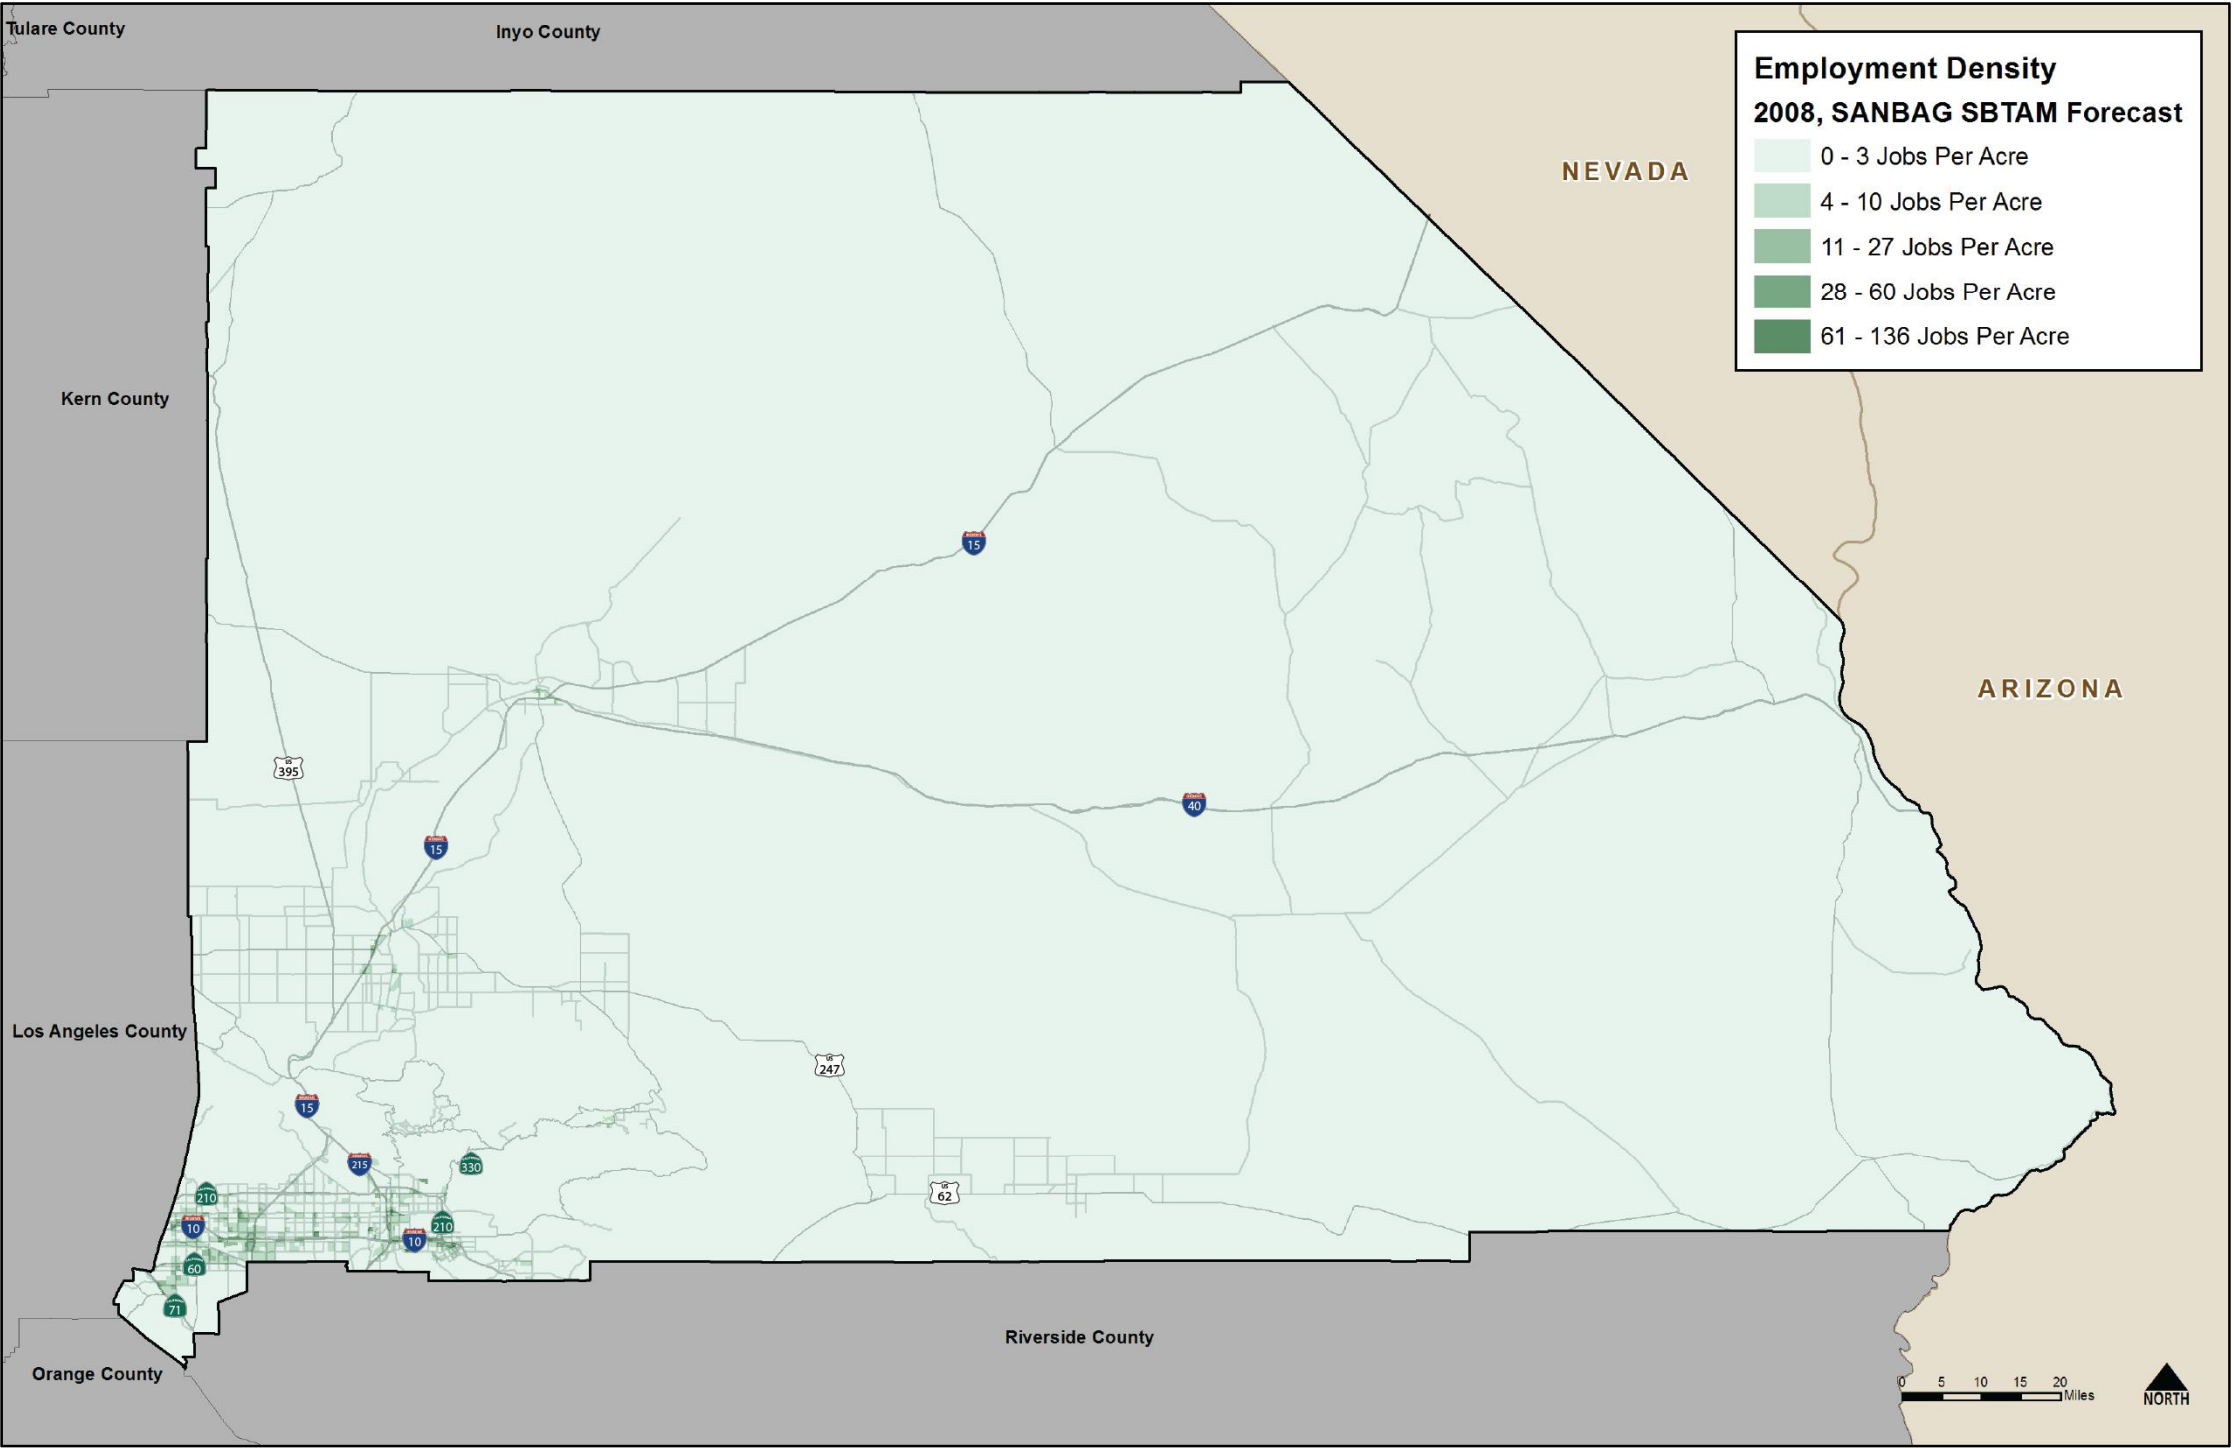 Tulare County
Inyo County
Employment Density
2008, SANBAG SBTAM Forecast
0 - 3 Jobs Per Acre
4 - 10 Jobs Per Acre
11 - 27 Jobs Per Acre
28 - 60 Jobs Per Acre
61 - 136 Jobs Per Acre
NEVADA
Kern County
15
ARIZONA
US
395
40
15
Los Angeles County
US
247
15
215
330
210
US
62
10
210
10
60
71
Riverside County
Orange County
0 5 10 15 20
Miles
NORTH